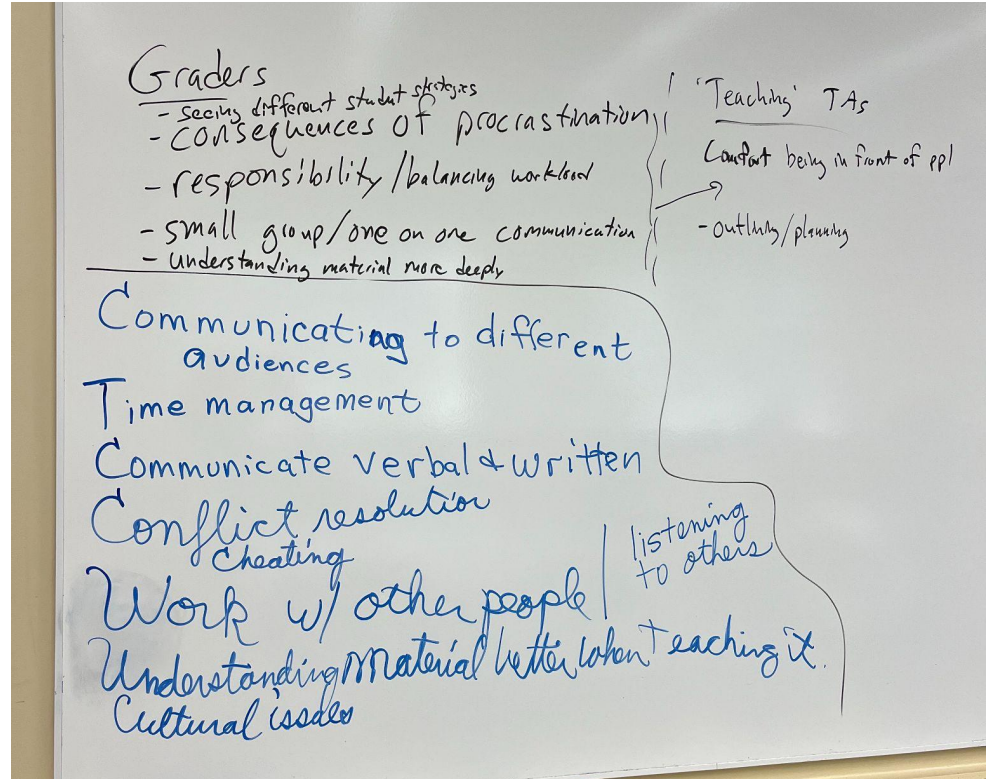 Graders
- seeing different student strategies
- consequences of procrastination
- responsibility/balancing workload
- small group/one on one communication
- understanding material more deeply
'Teaching' TAs
Comfort being in front of ppl
- outlining/planning
Communicating to different
audiences
Time management
Communicate verbal & written
Conflict resolution
Cheating
Work w/ other people
listening
to others
Understanding material better when teaching it.
Cultural issues